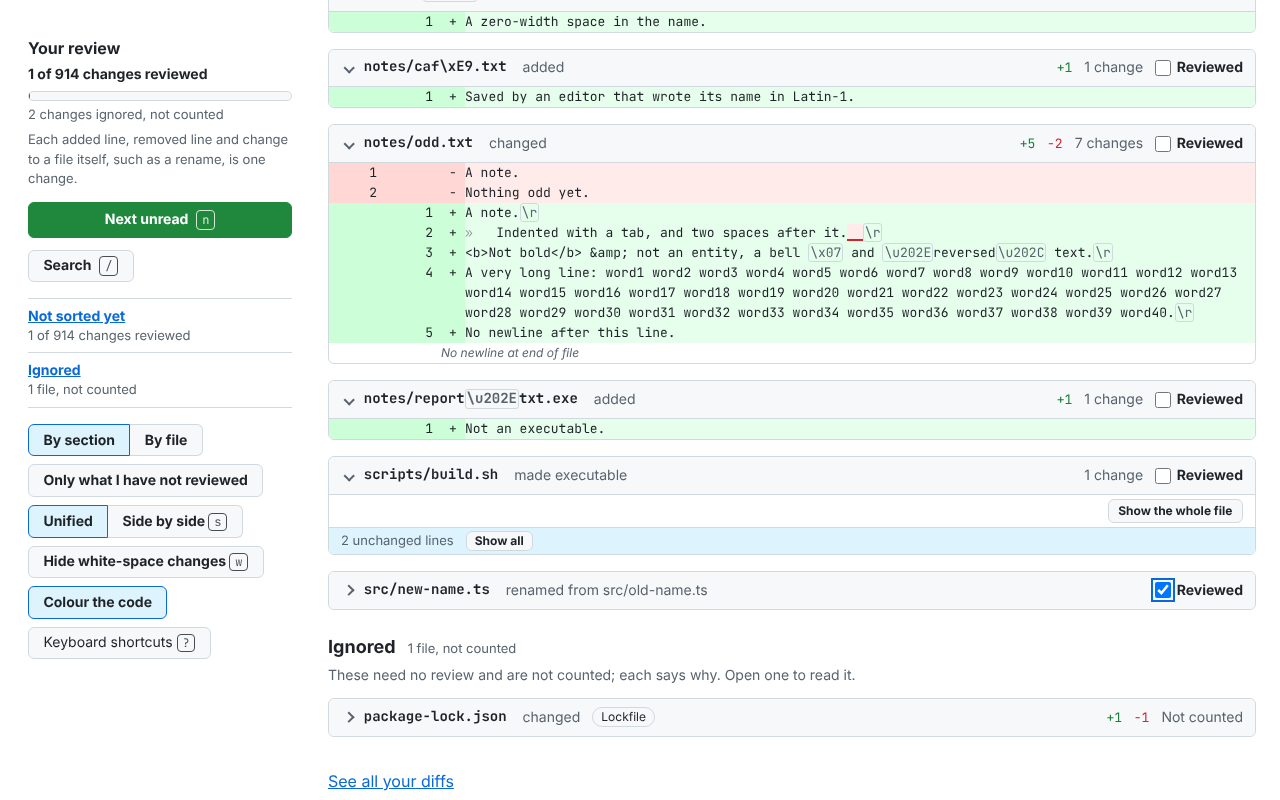 Your review
1 of 914 changes reviewed
2 changes ignored, not counted
Each added line, removed line and change
to a file itself, such as a rename, is one
change.
Next unread n
Search /
Not sorted yet
1 of 914 changes reviewed
Ignored
1 file, not counted
By section By file
Only what I have not reviewed
Unified Side by side s
Hide white-space changes w
Colour the code
Keyboard shortcuts ?
1 + A zero-width space in the name.
notes/caf\xE9.txt added +1 1 change Reviewed
1 + Saved by an editor that wrote its name in Latin-1.
notes/odd.txt changed +5 -2 7 changes Reviewed
1 - A note.
2 - Nothing odd yet.
1 + A note.\r
2 + » Indented with a tab, and two spaces after it.  \r
3 + <b>Not bold</b> &amp; not an entity, a bell \x07 and \u202Ereversed\u202C text.\r
4 + A very long line: word1 word2 word3 word4 word5 word6 word7 word8 word9 word10 word11 word12 word13
word14 word15 word16 word17 word18 word19 word20 word21 word22 word23 word24 word25 word26 word27
word28 word29 word30 word31 word32 word33 word34 word35 word36 word37 word38 word39 word40.\r
5 + No newline after this line.
No newline at end of file
notes/report\u202Etxt.exe added +1 1 change Reviewed
1 + Not an executable.
scripts/build.sh made executable 1 change Reviewed
Show the whole file
2 unchanged lines Show all
src/new-name.ts renamed from src/old-name.ts Reviewed
Ignored 1 file, not counted
These need no review and are not counted; each says why. Open one to read it.
package-lock.json changed Lockfile +1 -1 Not counted
See all your diffs